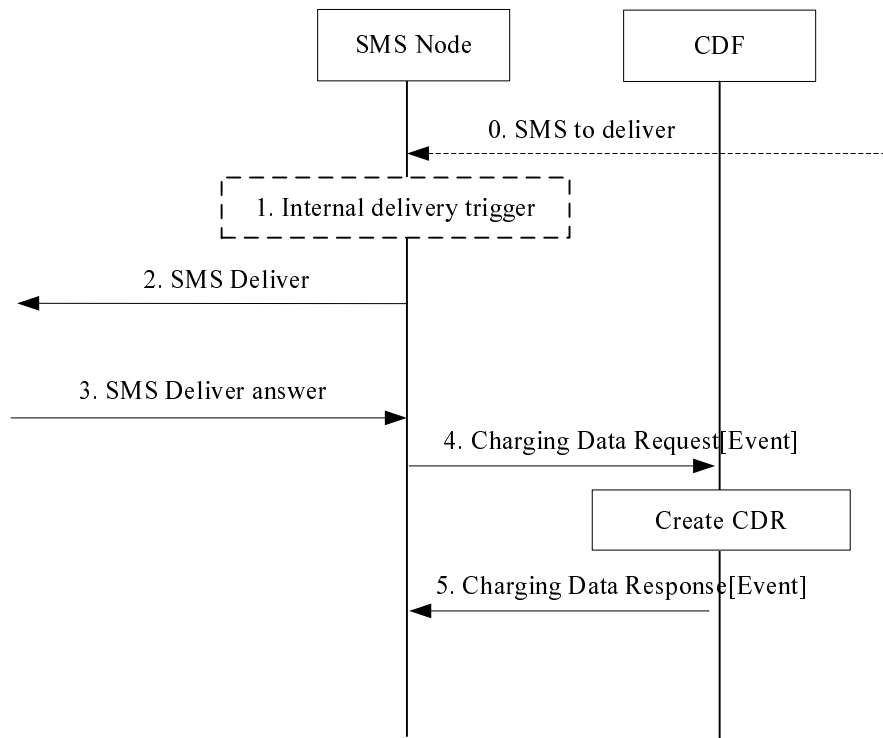 SMS Node
CDF
0. SMS to deliver
1. Internal delivery trigger
2. SMS Deliver
3. SMS Deliver answer
4. Charging Data Request[Event]
Create CDR
5. Charging Data Response[Event]